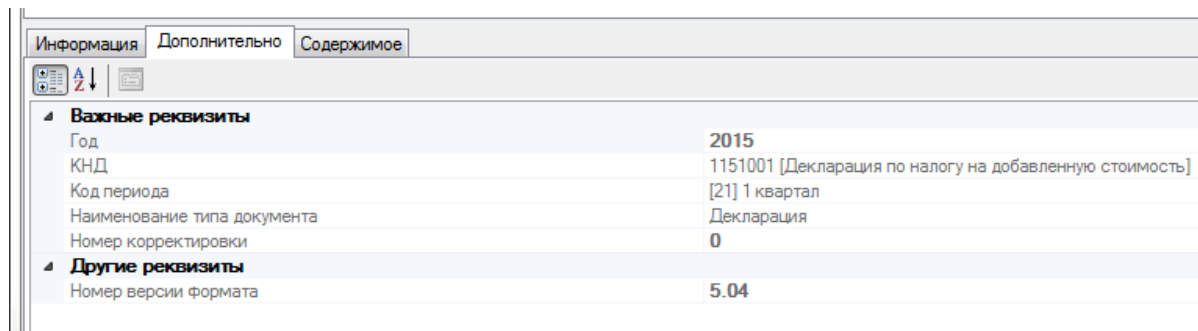 Информация Дополнительно Содержимое
A
Z
Важные реквизиты
Год 2015
КНД 1151001 [Декларация по налогу на добавленную стоимость]
Код периода [21] 1 квартал
Наименование типа документа Декларация
Номер корректировки 0
Другие реквизиты
Номер версии формата 5.04